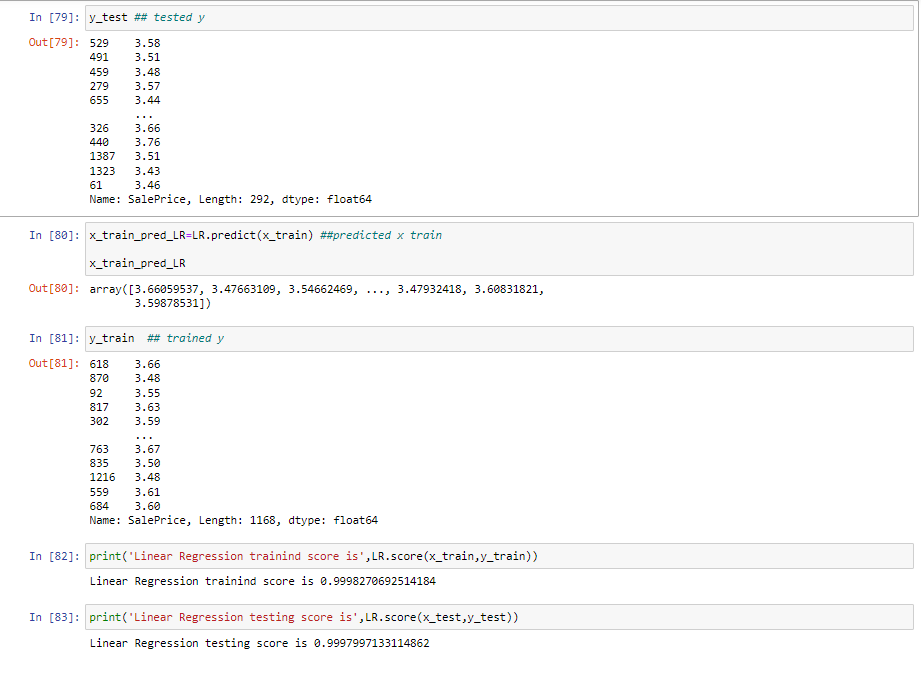 In [79]: y_test ## tested y
Out[79]: 529 3.58
491 3.51
459 3.48
279 3.57
655 3.44
...
326 3.66
440 3.76
1387 3.51
1323 3.43
61 3.46
Name: SalePrice, Length: 292, dtype: float64
In [80]: x_train_pred_LR=LR.predict(x_train) ##predicted x train
x_train_pred_LR
Out[80]: array([3.66059537, 3.47663109, 3.54662469, ..., 3.47932418, 3.60831821,
3.59878531])
In [81]: y_train ## trained y
Out[81]: 618 3.66
870 3.48
92 3.55
817 3.63
302 3.59
...
763 3.67
835 3.50
1216 3.48
559 3.61
684 3.60
Name: SalePrice, Length: 1168, dtype: float64
In [82]: print('Linear Regression trainind score is',LR.score(x_train,y_train))
Linear Regression trainind score is 0.9998270692514184
In [83]: print('Linear Regression testing score is',LR.score(x_test,y_test))
Linear Regression testing score is 0.9997997133114862